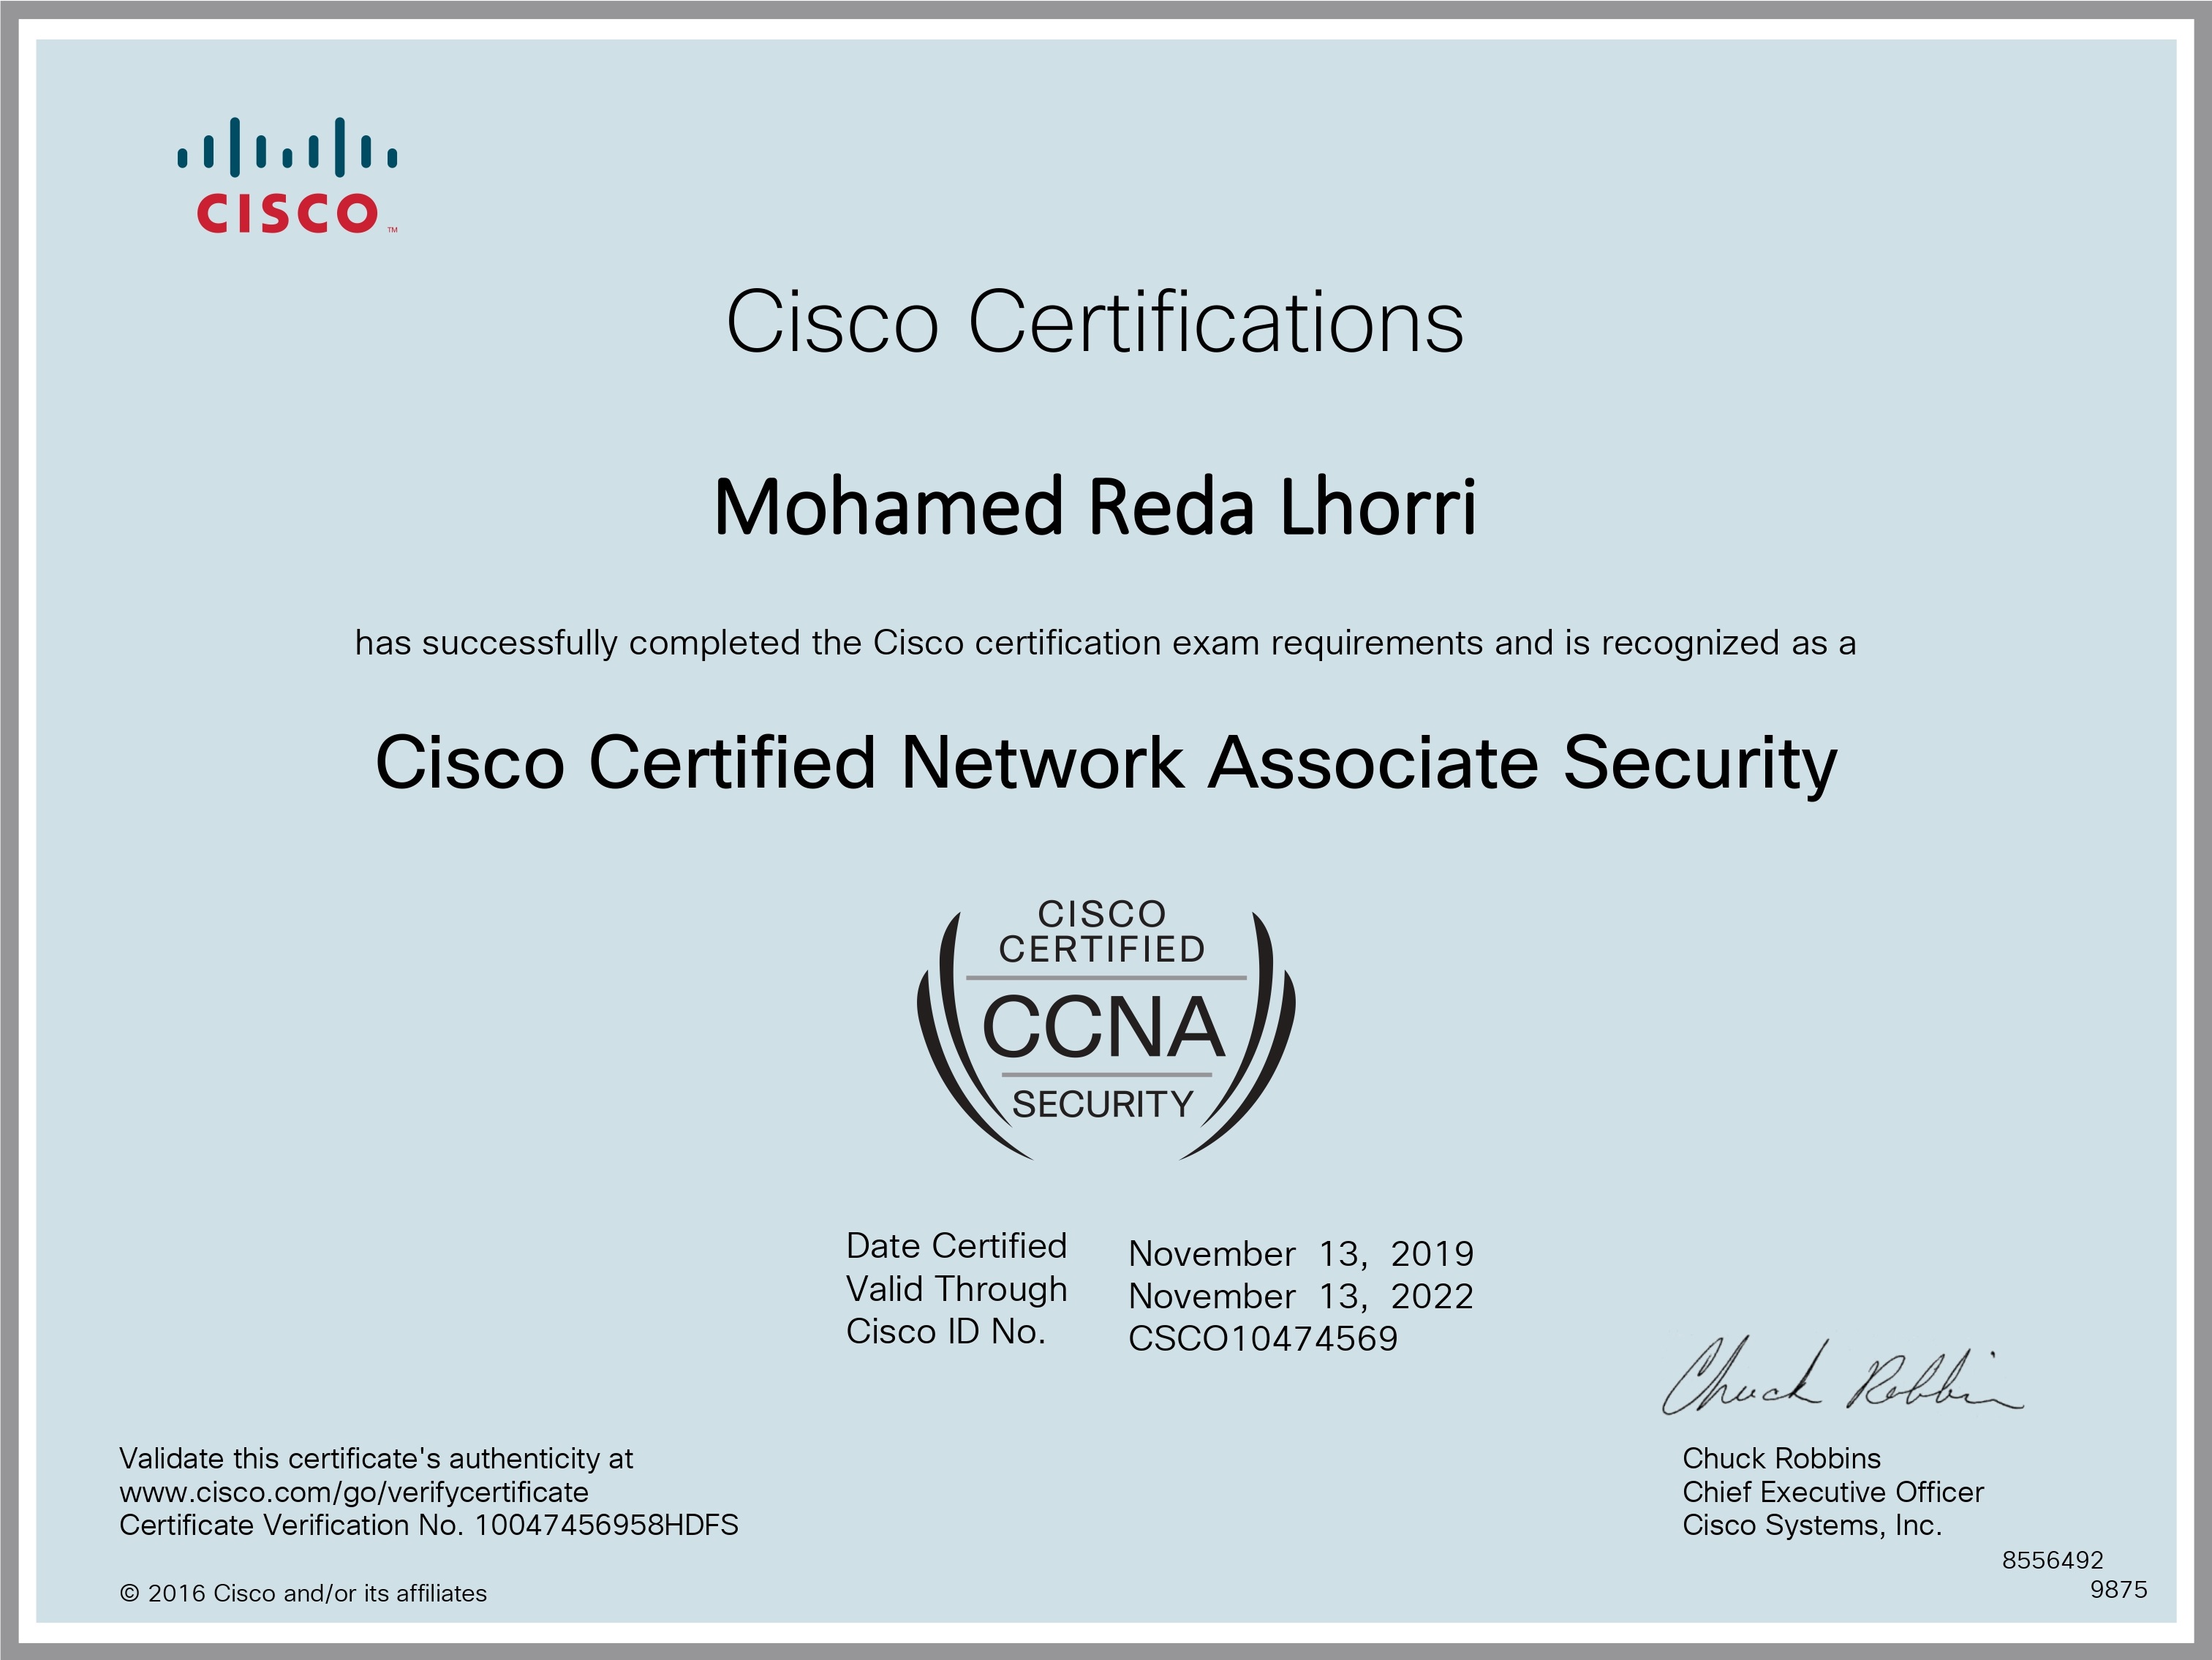 CISCO™
Cisco Certifications
Mohamed Reda Lhorri
has successfully completed the Cisco certification exam requirements and is recognized as a
Cisco Certified Network Associate Security
CISCO
CERTIFIED
CCNA
SECURITY
Date Certified November 13, 2019
Valid Through November 13, 2022
Cisco ID No. CSCO10474569
Chuck Robbins
Validate this certificate's authenticity at
www.cisco.com/go/verifycertificate
Certificate Verification No. 10047456958HDFS
© 2016 Cisco and/or its affiliates
Chuck Robbins
Chief Executive Officer
Cisco Systems, Inc.
8556492
9875